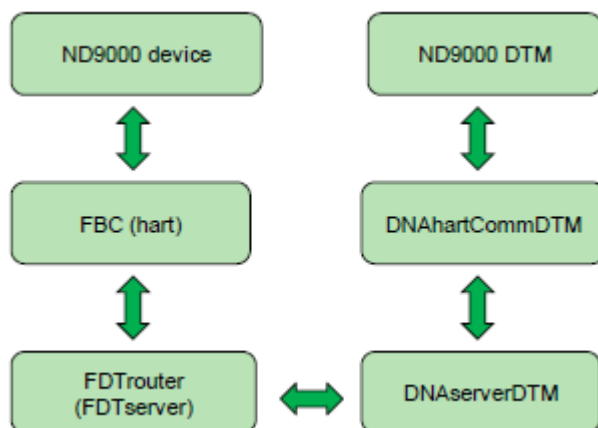 ND9000 device
ND9000 DTM
FBC (hart)
DNAhartCommDTM
FDTrouter
(FDTserver)
DNAserverDTM